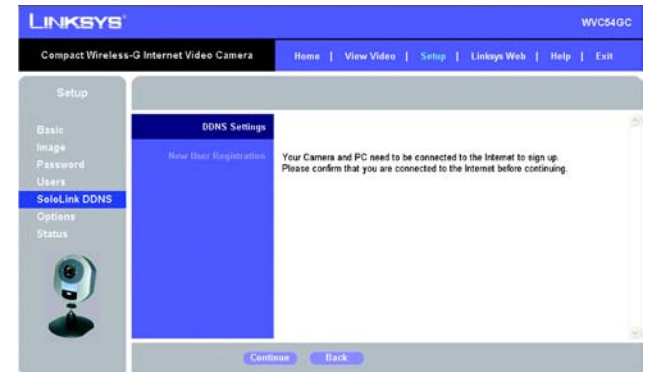 LINKSYS
WVC54GC
Compact Wireless-G Internet Video Camera
Home | View Video | Setup | Linksys Web | Help | Exit
Setup
Basic
Image
Password
Users
SoloLink DDNS
Options
Status
DDNS Settings
New User Registration
Your Camera and PC need to be connected to the Internet to sign up.
Please confirm that you are connected to the Internet before continuing.
Continue
Back